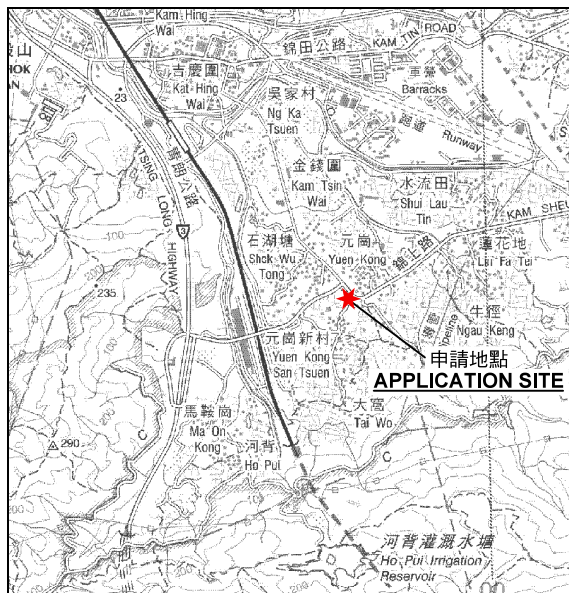 Kam Hing
Wai
錦田公路
KAM TIN ROAD
吉慶圍
Kat Hing
Wai
軍營
Barracks
吳家村
Ng Ka
Tsuen
跑道
Runway
23
青朗公路
TSING LONG HIGHWAY
金錢圍
Kam Tsin
Wai
水流田
Shui Lau
Tin
KAM SHEU
石湖塘
Shek Wu
Tong
元崗
Yuen Kong
錦上路
蓮花地
Lin Fa Tei
235
牛徑
Ngau Keng
Pipeline
元崗新村
Yuen Kong
San Tsuen
申請地點
APPLICATION SITE
馬鞍崗
Ma On
Kong
大窩
Tai Wo
河背
Ho Pui
290
河背灌溉水塘
Ho Pui Irrigation
Reservoir